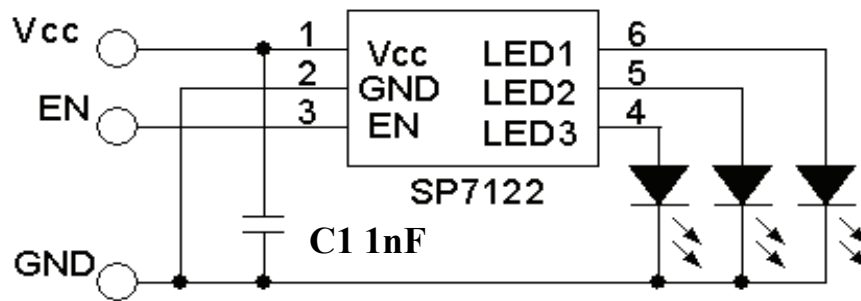 Vcc 1 Vcc LED1 6
2 GND LED2 5
EN 3 EN LED3 4
SP7122
C1 1nF
GND